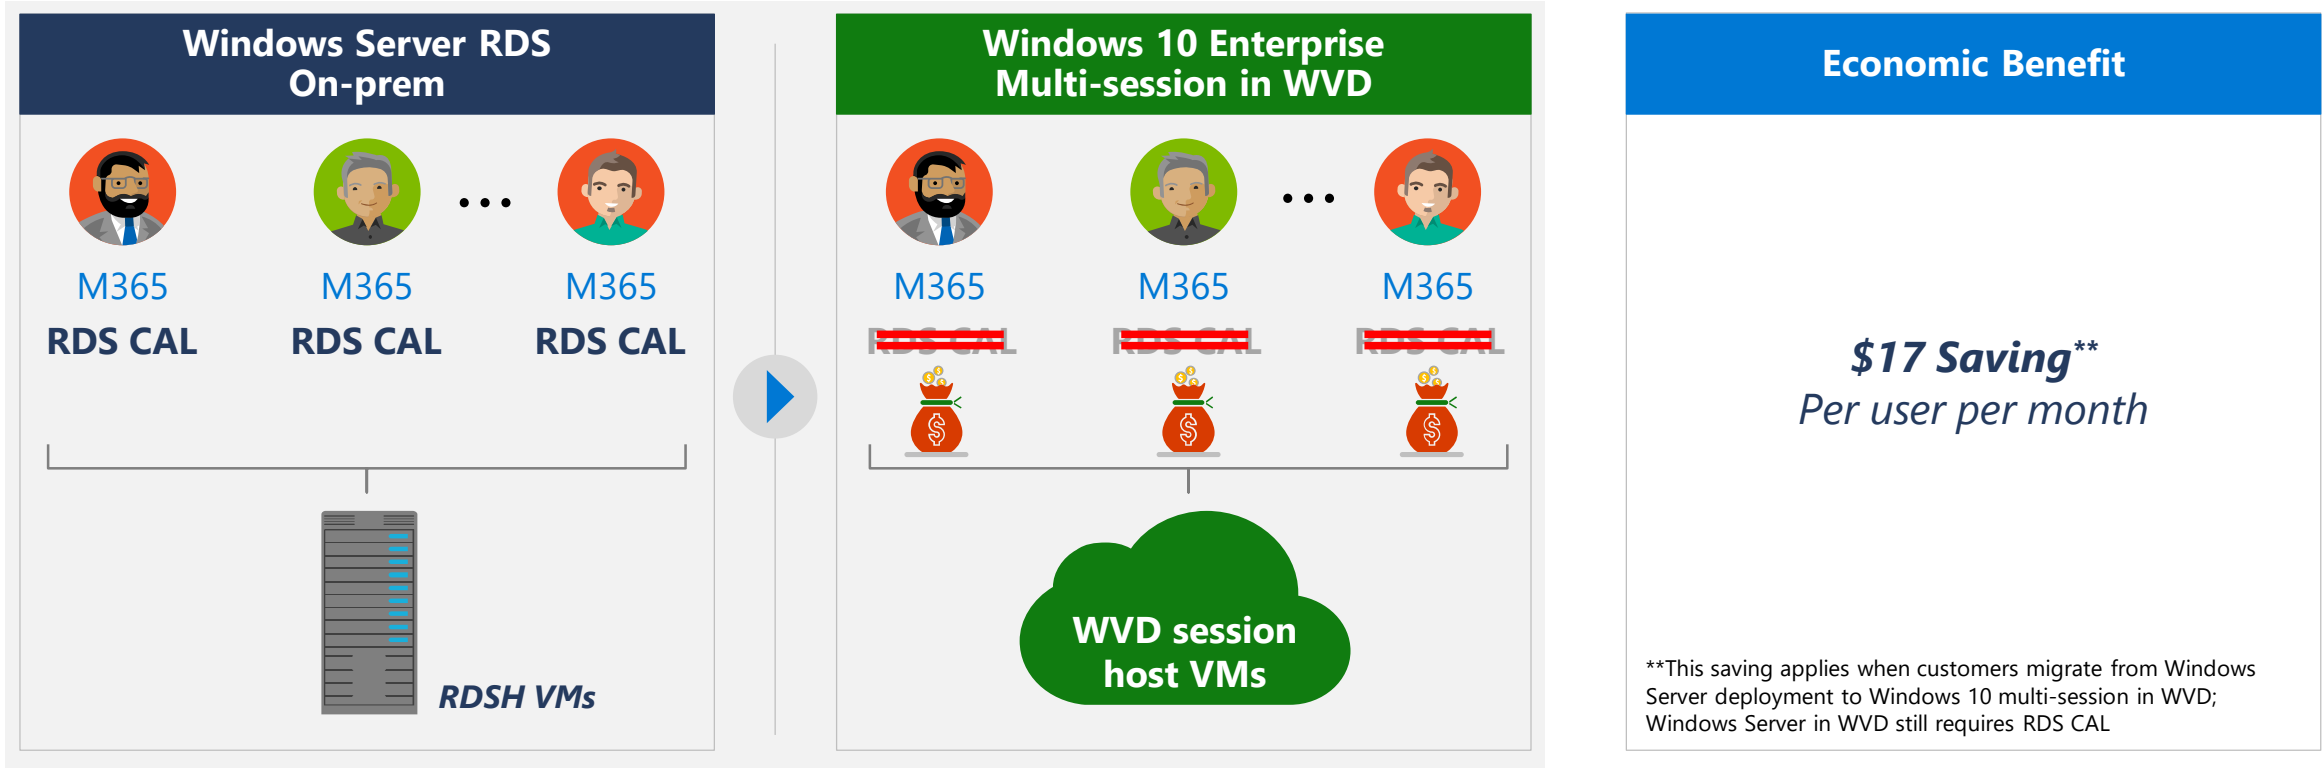 Windows Server RDS
On-prem
M365
M365
M365
RDS CAL
RDS CAL
RDS CAL
RDSH VMs
Windows 10 Enterprise
Multi-session in WVD
M365
M365
M365
RDS CAL
RDS CAL
RDS CAL
$
$
$
WVD session
host VMs
Economic Benefit
$17 Saving**
Per user per month
**This saving applies when customers migrate from Windows
Server deployment to Windows 10 multi-session in WVD;
Windows Server in WVD still requires RDS CAL